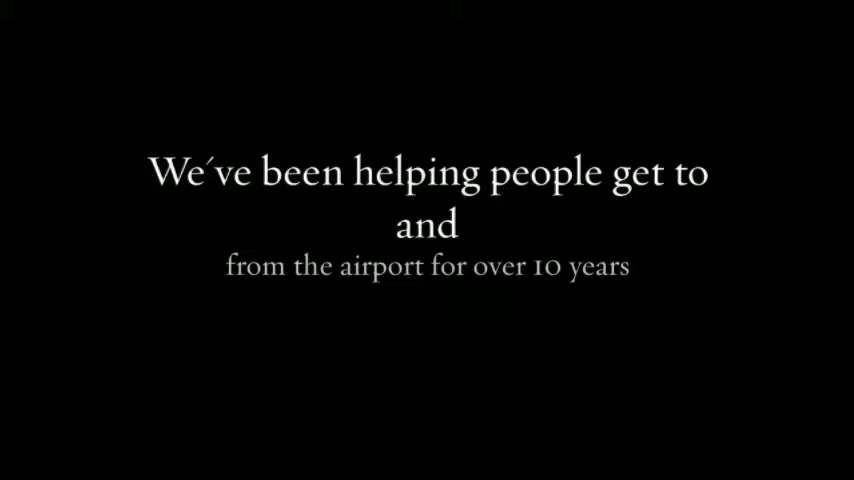 We´ve been helping people get to
and
from the airport for over 10 years